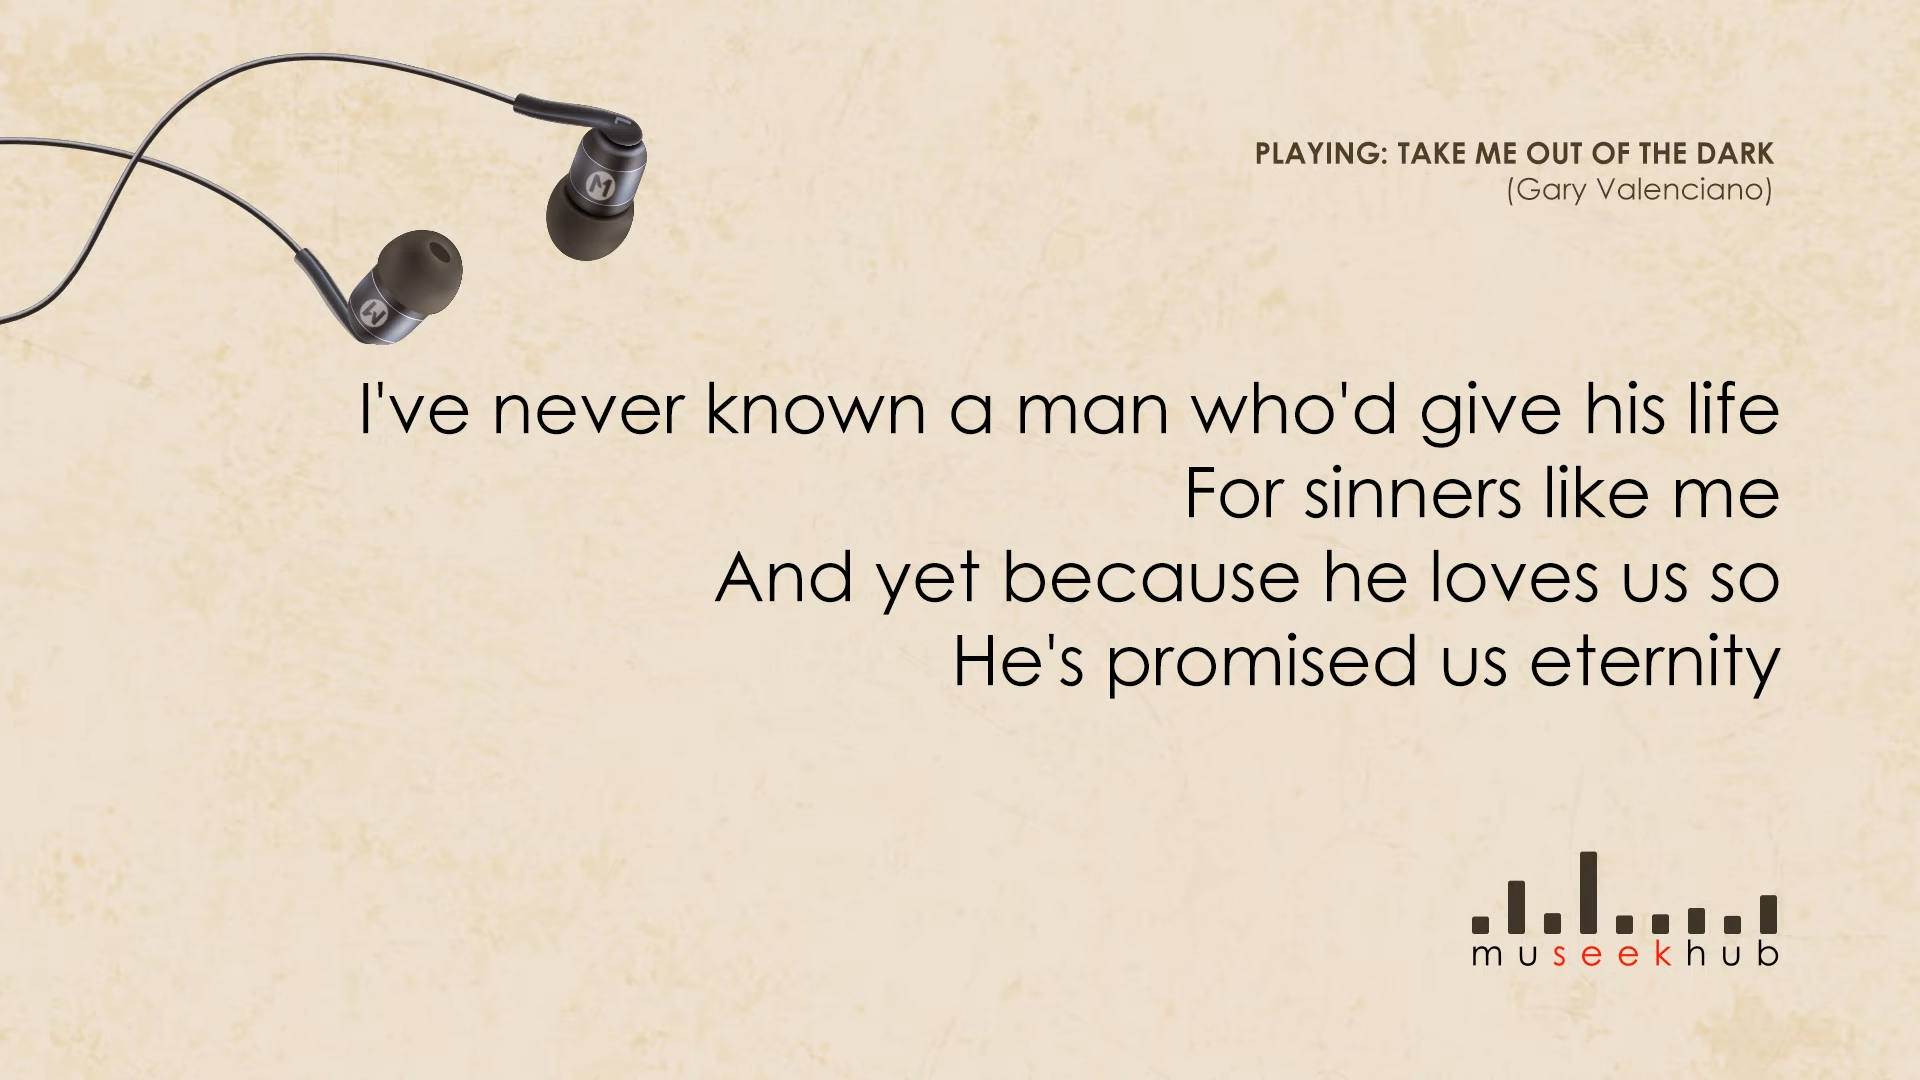 PLAYING: TAKE ME OUT OF THE DARK
(Gary Valenciano)
I've never known a man who'd give his life
For sinners like me
And yet because he loves us so
He's promised us eternity
museekhub